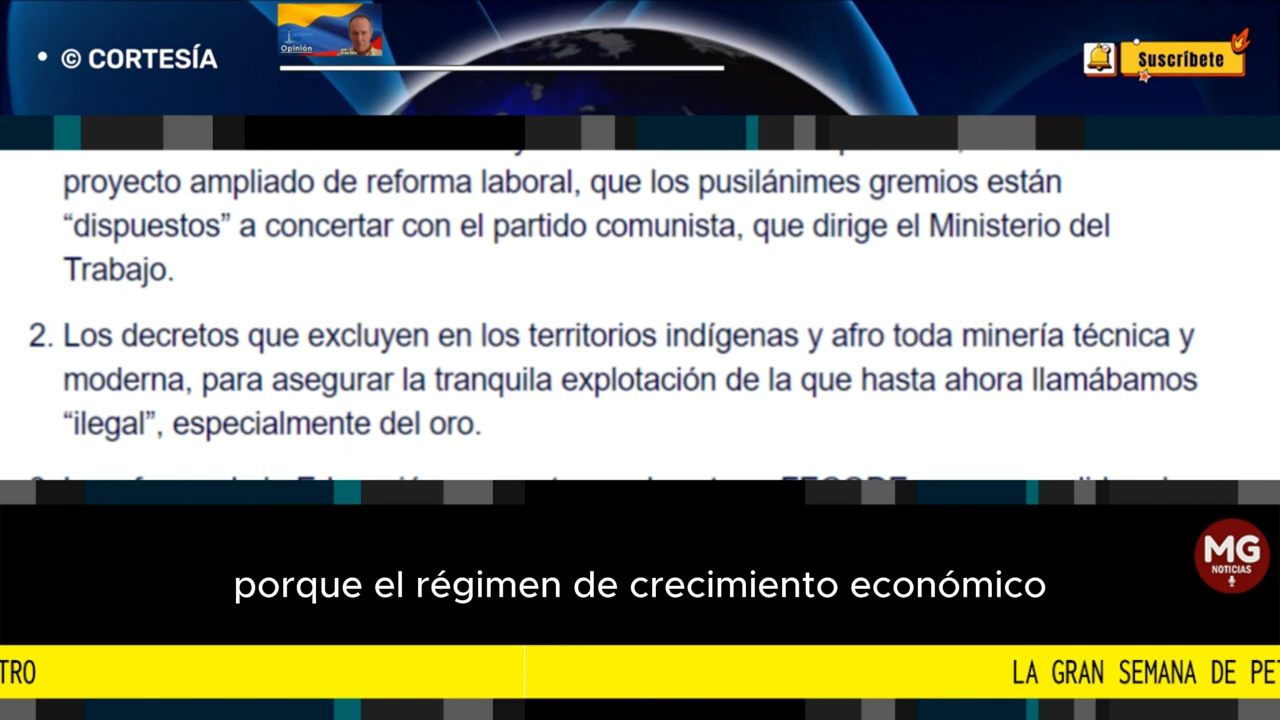 • © CORTESÍA
Opinión
Suscríbete
proyecto ampliado de reforma laboral, que los pusilánimes gremios están
“dispuestos” a concertar con el partido comunista, que dirige el Ministerio del
Trabajo.
2. Los decretos que excluyen en los territorios indígenas y afro toda minería técnica y
moderna, para asegurar la tranquila explotación de la que hasta ahora llamábamos
“ilegal”, especialmente del oro.
MG
NOTICIAS
porque el régimen de crecimiento económico
TRO
LA GRAN SEMANA DE PET